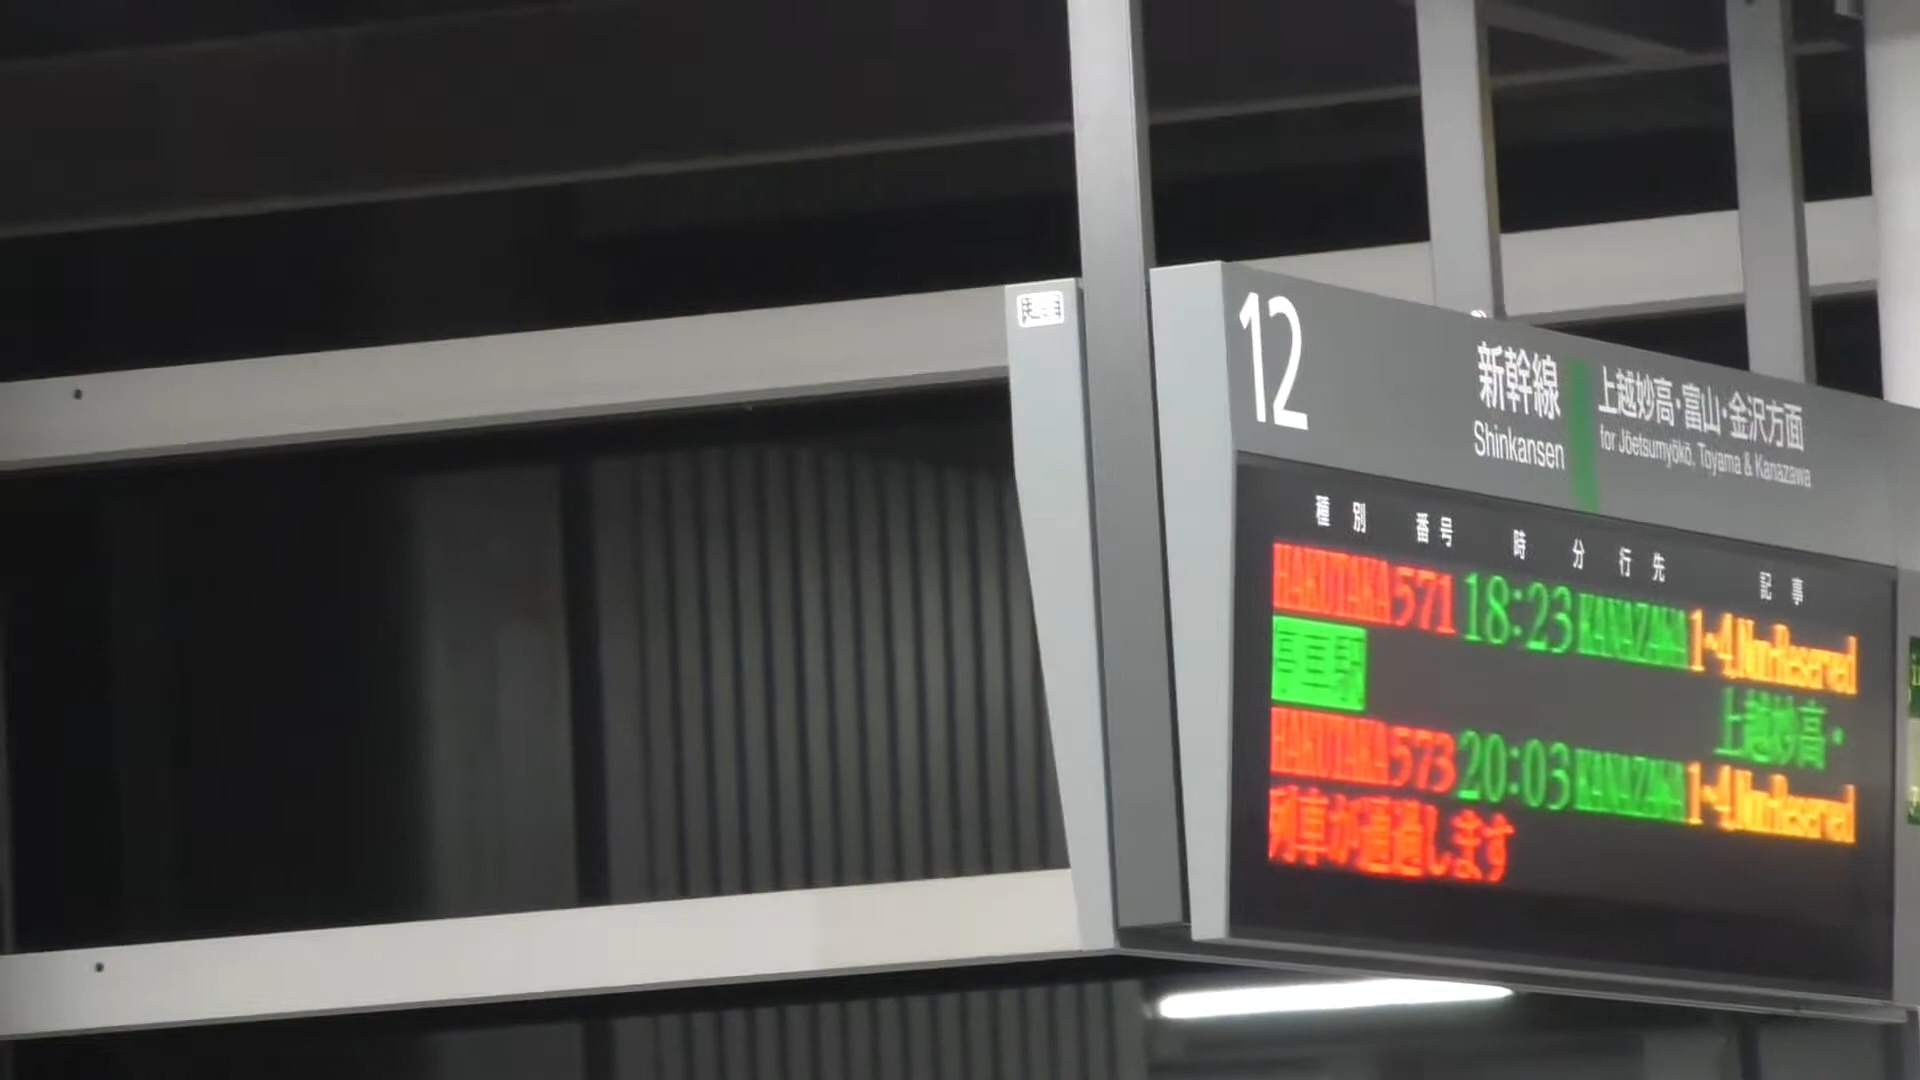 12
新幹線
Shinkansen
上越妙高・富山・金沢方面
for Jōetsumyōkō, Toyama & Kanazawa
種別 番号 時 分 行先 記事
HAKUTAKA 571 18:23 KANAZAWA 1~4.NonReserved
停車駅 上越妙高・
HAKUTAKA 573 20:03 KANAZAWA 1~4.NonReserved
列車が通過します